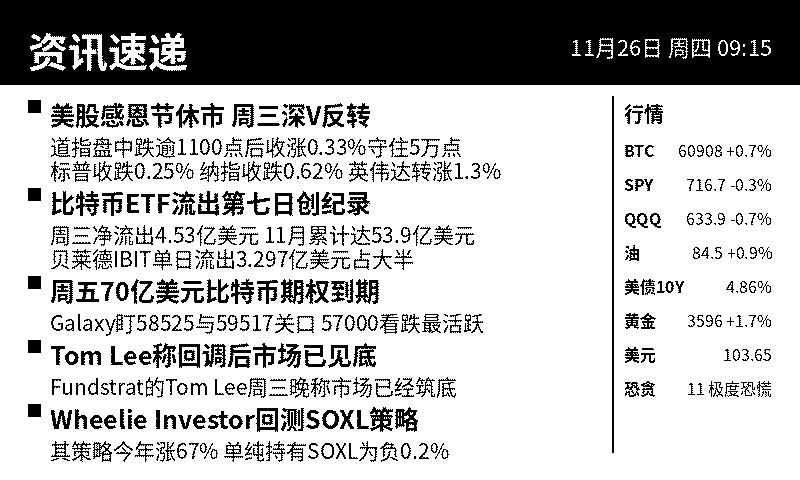 资讯速递
11月26日 周四 09:15
美股感恩节休市 周三深V反转
道指盘中跌逾1100点后收涨0.33%守住5万点
标普收跌0.25% 纳指收跌0.62% 英伟达转涨1.3%
比特币ETF流出第七日创纪录
周三净流出4.53亿美元 11月累计达53.9亿美元
贝莱德IBIT单日流出3.297亿美元占大半
周五70亿美元比特币期权到期
Galaxy盯58525与59517关口 57000看跌最活跃
Tom Lee称回调后市场已见底
Fundstrat的Tom Lee周三晚称市场已经筑底
Wheelie Investor回测SOXL策略
其策略今年涨67% 单纯持有SOXL为负0.2%
行情
BTC 60908 +0.7%
SPY 716.7 -0.3%
QQQ 633.9 -0.7%
油 84.5 +0.9%
美债10Y 4.86%
黄金 3596 +1.7%
美元 103.65
恐贪 11 极度恐慌